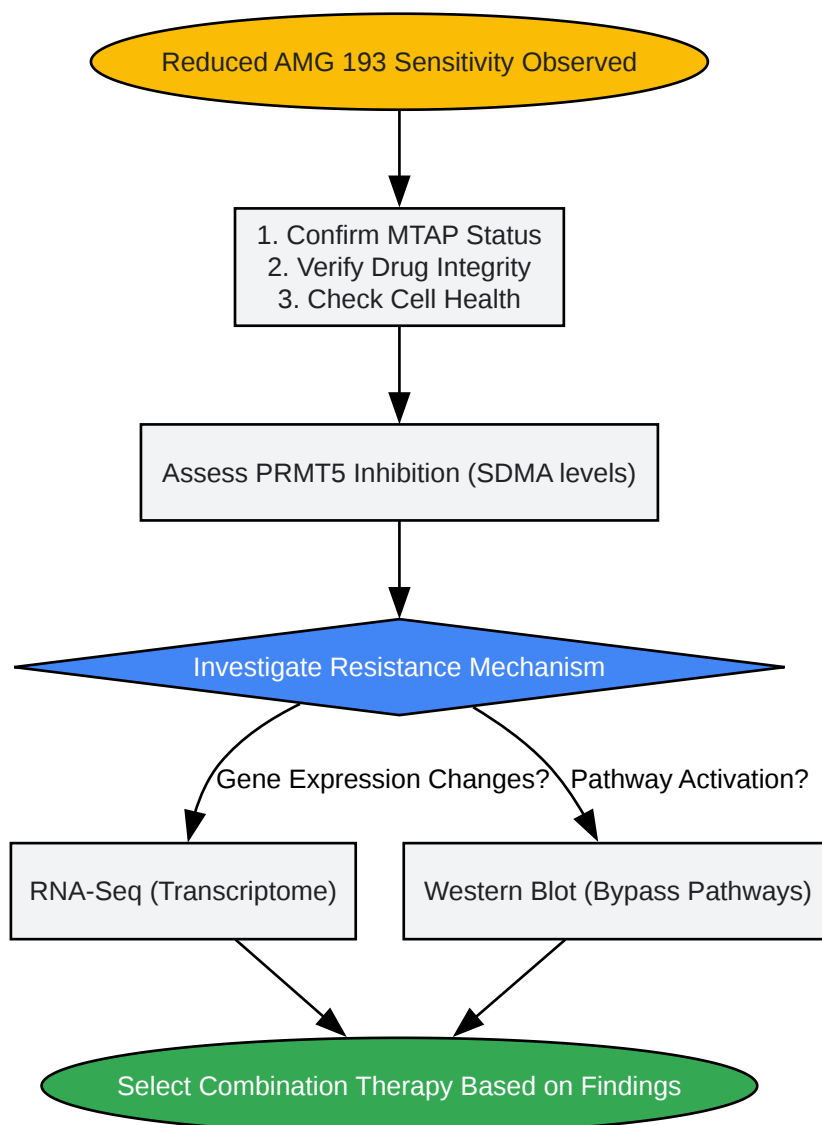 Reduced AMG 193 Sensitivity Observed
1. Confirm MTAP Status
2. Verify Drug Integrity
3. Check Cell Health
Assess PRMT5 Inhibition (SDMA levels)
Investigate Resistance Mechanism
Gene Expression Changes?
Pathway Activation?
RNA-Seq (Transcriptome)
Western Blot (Bypass Pathways)
Select Combination Therapy Based on Findings